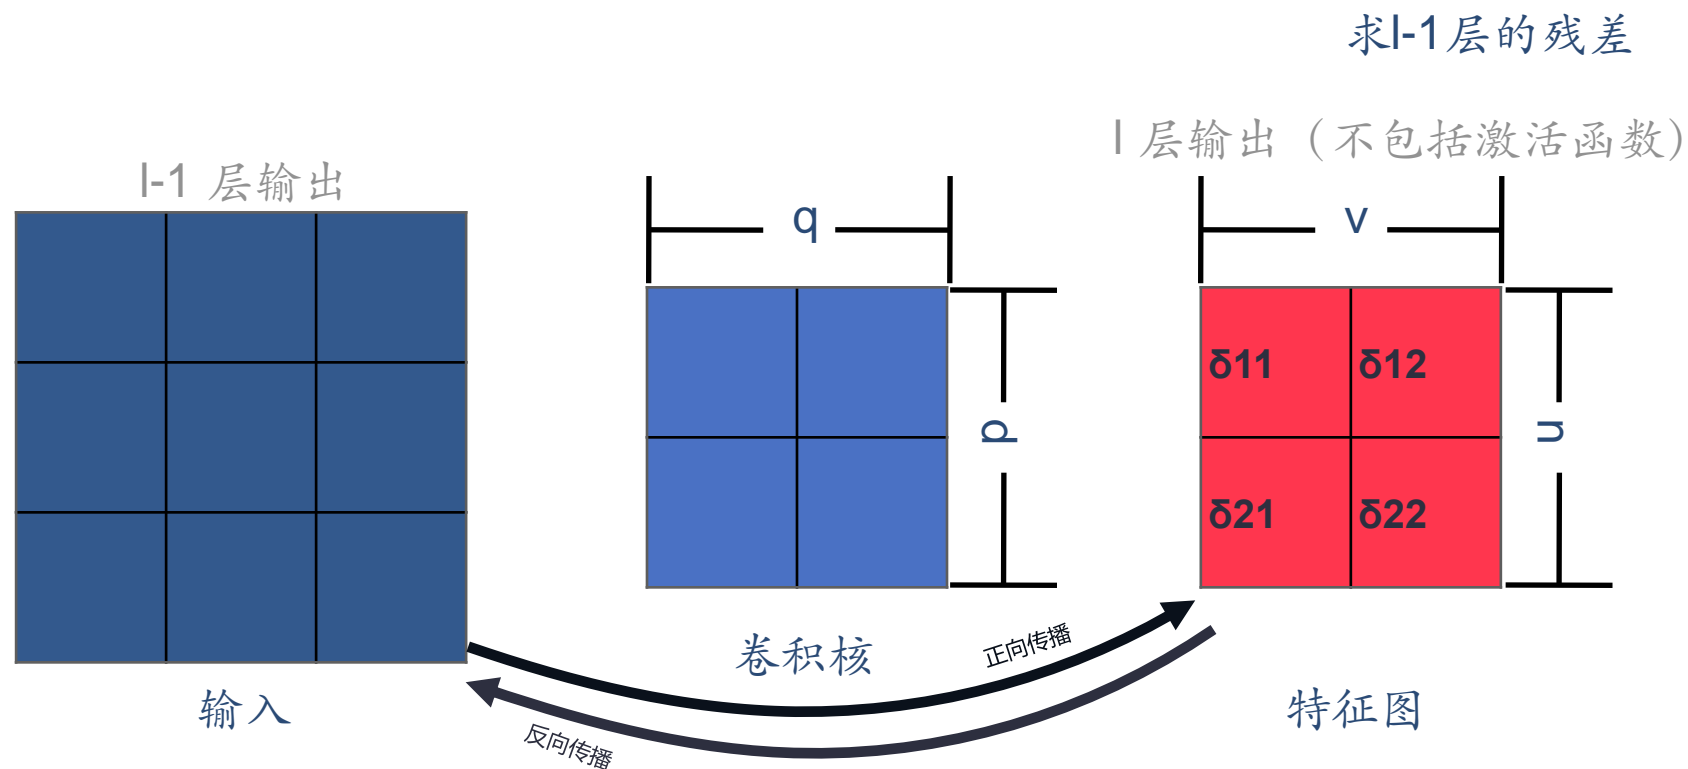 求l-1层的残差
l 层输出（不包括激活函数）
l-1 层输出
q
v
p
u
δ11
δ12
δ21
δ22
正向传播
卷积核
反向传播
输入
特征图